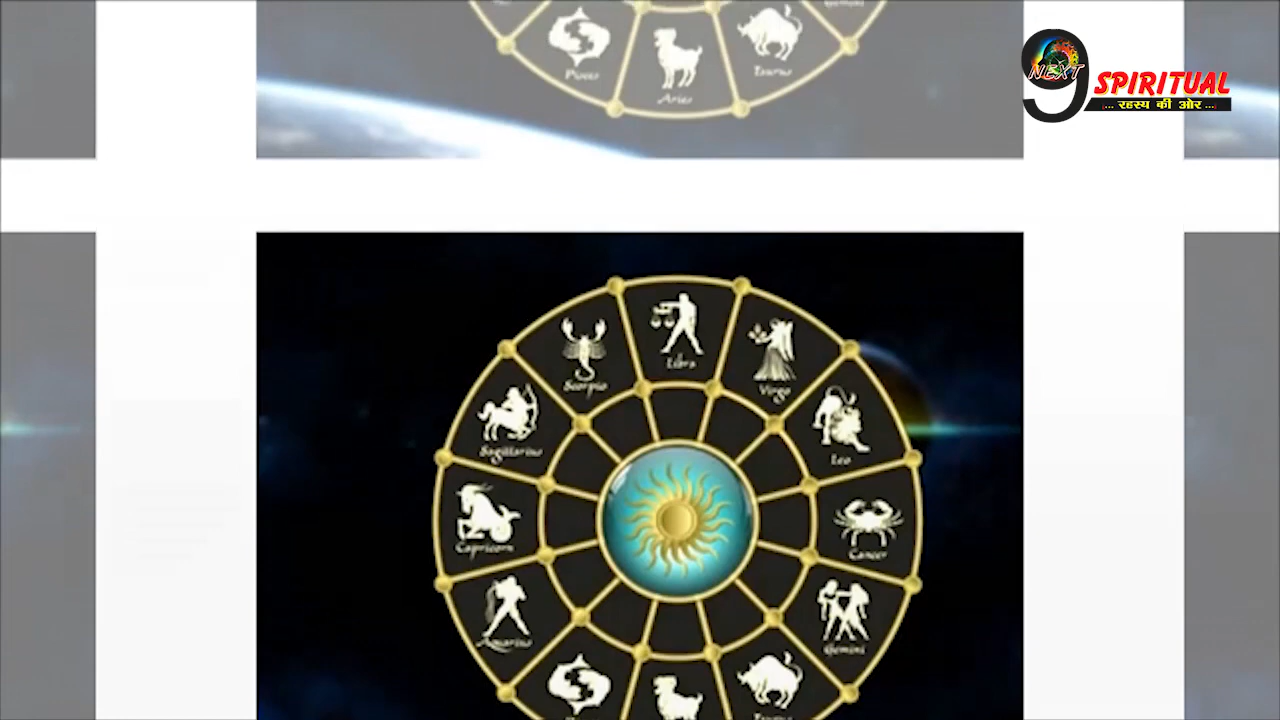 Pisces
Aries
Taurus
9
NEXT
SPIRITUAL
... रहस्य की ओर ...
Libra
Scorpio
Virgo
Sagittarius
Leo
Capricorn
Cancer
Aquarius
Gemini